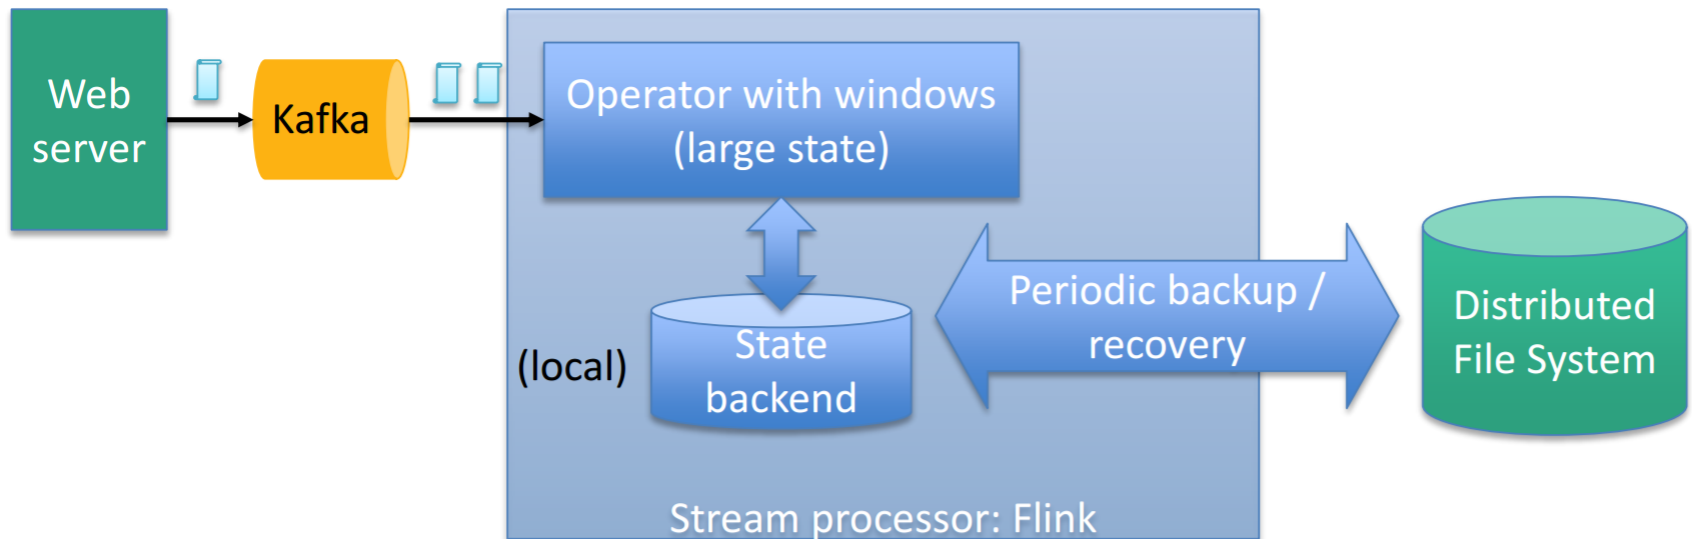 Web
server
Kafka
Operator with windows
(large state)
(local)
State
backend
Periodic backup /
recovery
Distributed
File System
Stream processor: Flink